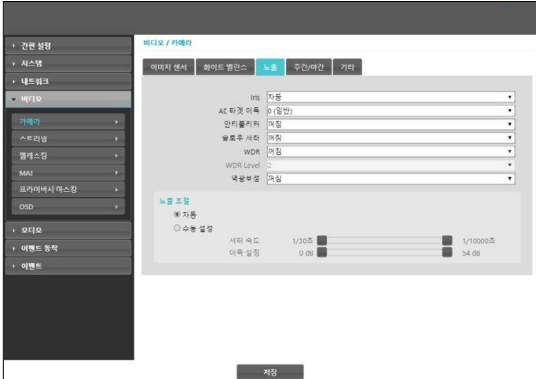 간편 설정
시스템
네트워크
비디오
카메라
스트리밍
웹캐스팅
MAI
프라이버시 마스킹
OSD
오디오
이벤트 동작
이벤트
비디오 / 카메라
이미지 센서 화이트 밸런스 노출 주간/야간 기타
Iris 자동
AE 타겟 이득 0 (일반)
안티플리커 꺼짐
슬로우 셔터 꺼짐
WDR 꺼짐
WDR Level 2
역광보정 꺼짐
노출 조절
자동
수동 설정
셔터 속도 1/30초 1/10000초
이득 설정 0 dB 54 dB
저장